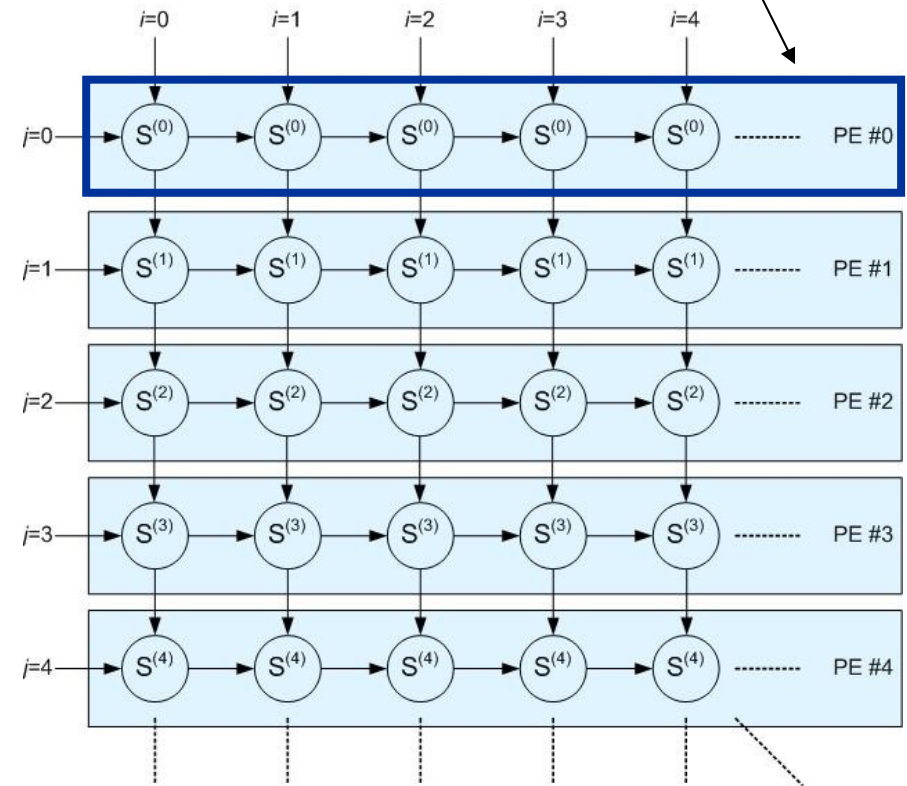 i=0 i=1 i=2 i=3 i=4
j=0 S(0) S(0) S(0) S(0) S(0) PE #0
j=1 S(1) S(1) S(1) S(1) S(1) PE #1
j=2 S(2) S(2) S(2) S(2) S(2) PE #2
j=3 S(3) S(3) S(3) S(3) S(3) PE #3
j=4 S(4) S(4) S(4) S(4) S(4) PE #4